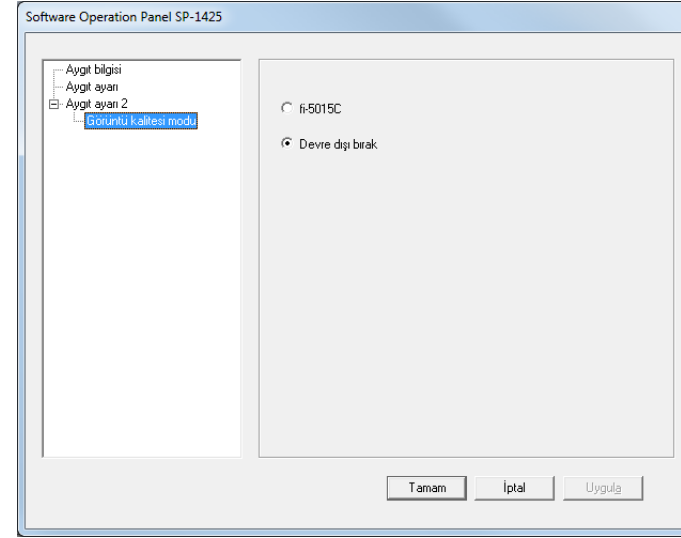 Software Operation Panel SP-1425
Aygıt bilgisi
Aygıt ayarı
Aygıt ayarı 2
Görüntü kalitesi modu
fi-5015C
Devre dışı bırak
Tamam
İptal
Uygula